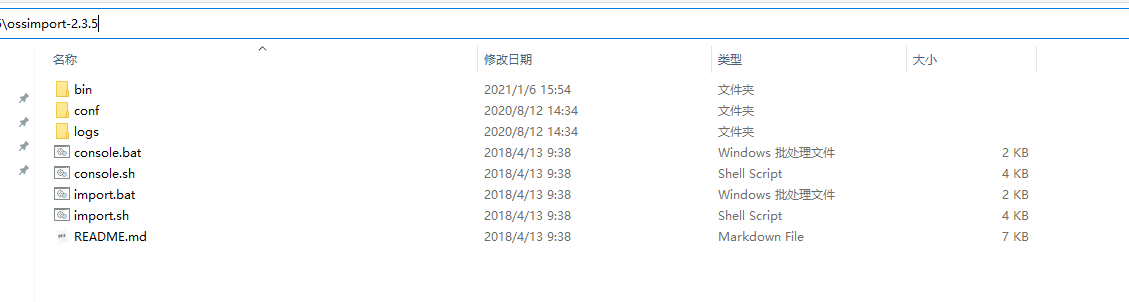 \ossimport-2.3.5
名称 修改日期 类型 大小
bin 2021/1/6 15:54 文件夹
conf 2020/8/12 14:34 文件夹
logs 2020/8/12 14:34 文件夹
console.bat 2018/4/13 9:38 Windows 批处理文件 2 KB
console.sh 2018/4/13 9:38 Shell Script 4 KB
import.bat 2018/4/13 9:38 Windows 批处理文件 2 KB
import.sh 2018/4/13 9:38 Shell Script 4 KB
README.md 2018/4/13 9:38 Markdown File 7 KB